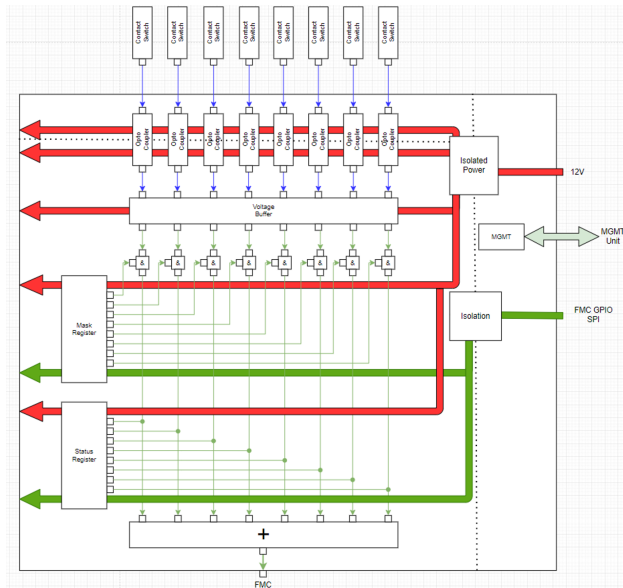 Contact
Switch
Contact
Switch
Contact
Switch
Contact
Switch
Contact
Switch
Contact
Switch
Contact
Switch
Contact
Switch
Opto
Coupler
Opto
Coupler
Opto
Coupler
Opto
Coupler
Opto
Coupler
Opto
Coupler
Opto
Coupler
Opto
Coupler
Isolated
Power
12V
Voltage
Buffer
MGMT
MGMT
Unit
& & & & & & & &
Mask
Register
Isolation
FMC GPIO
SPI
Status
Register
+
FMC